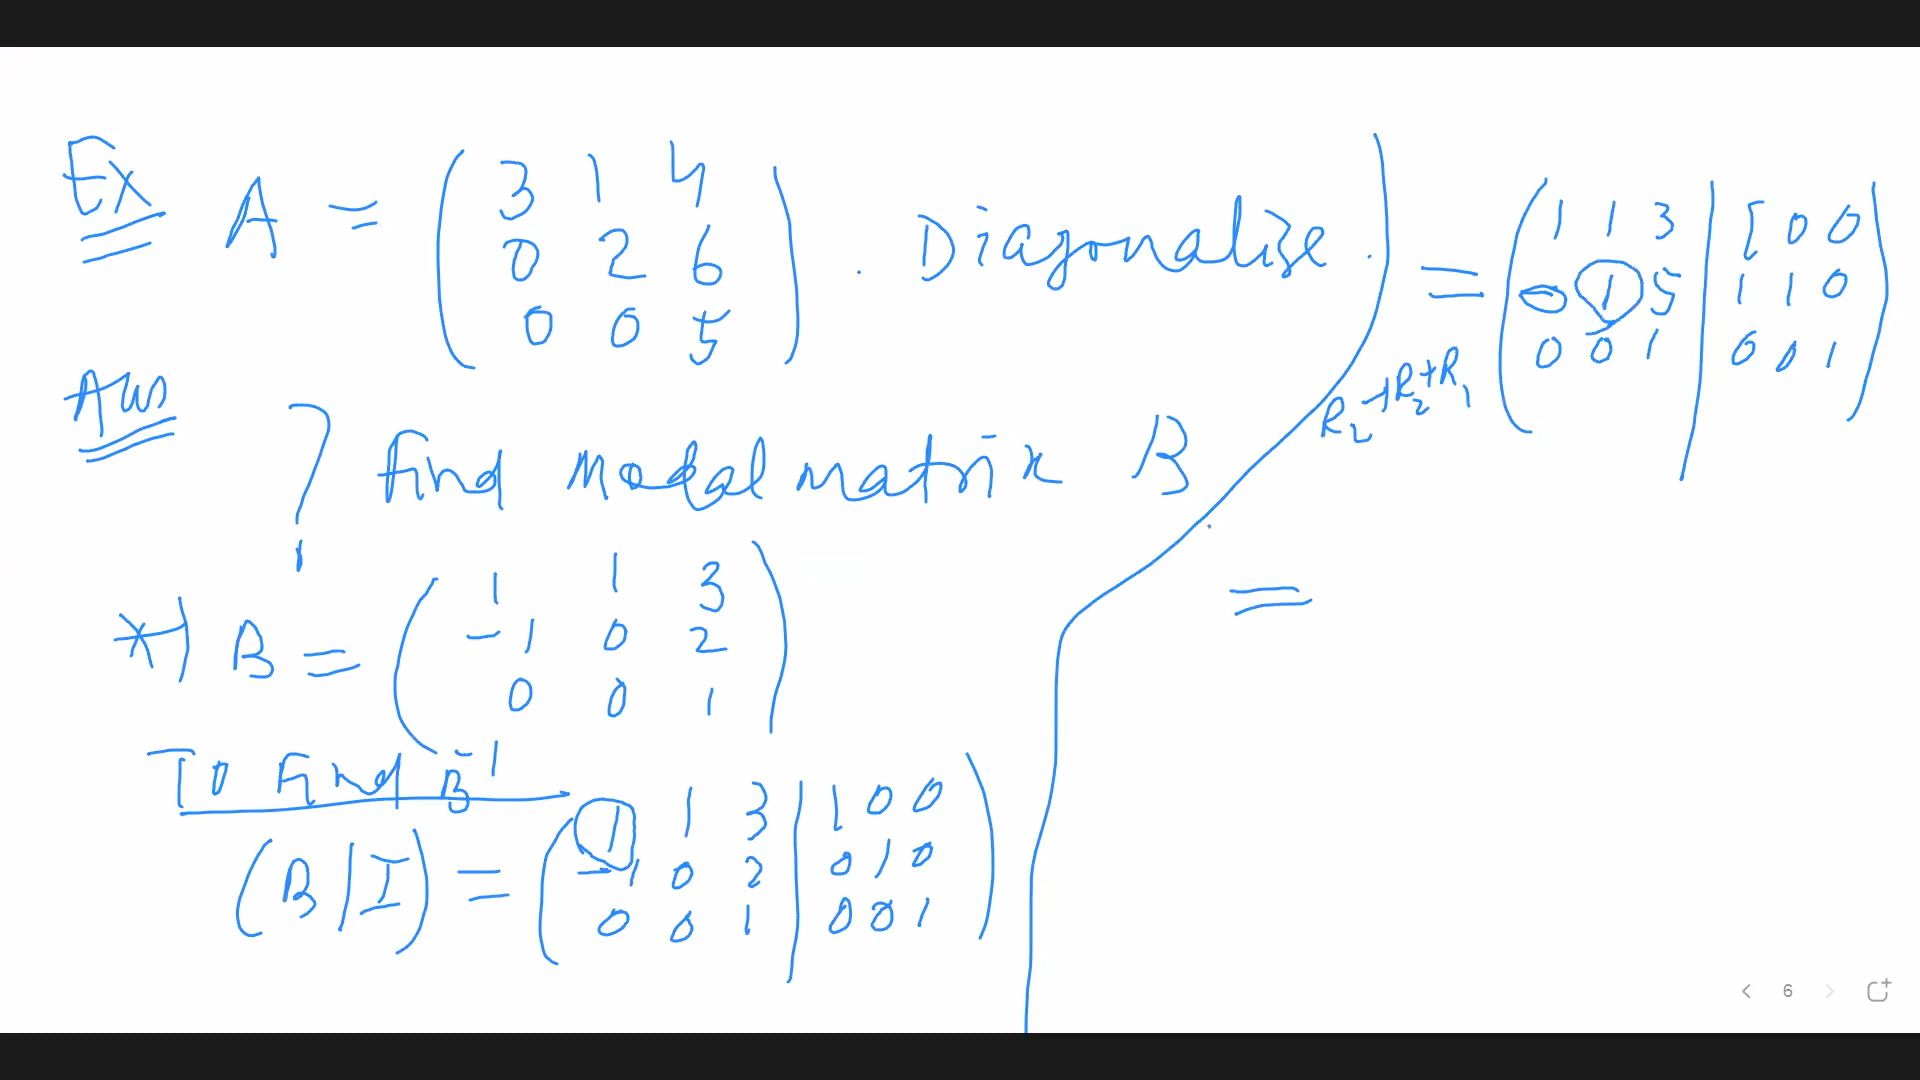 Ex A = ( 3 1 4
0 2 6
0 0 5 ) . Diagonalize.
Ans
? Find Modal matrix B
*) B = ( 1 1 3
-1 0 2
0 0 1 )
To Find B⁻¹
(B|I) = ( 1 1 3 | 1 0 0
-1 0 2 | 0 1 0
0 0 1 | 0 0 1 )
= ( 1 1 3 | 1 0 0
0 1 5 | 1 1 0
0 0 1 | 0 0 1 )
R₂→R₂+R₁
=
6